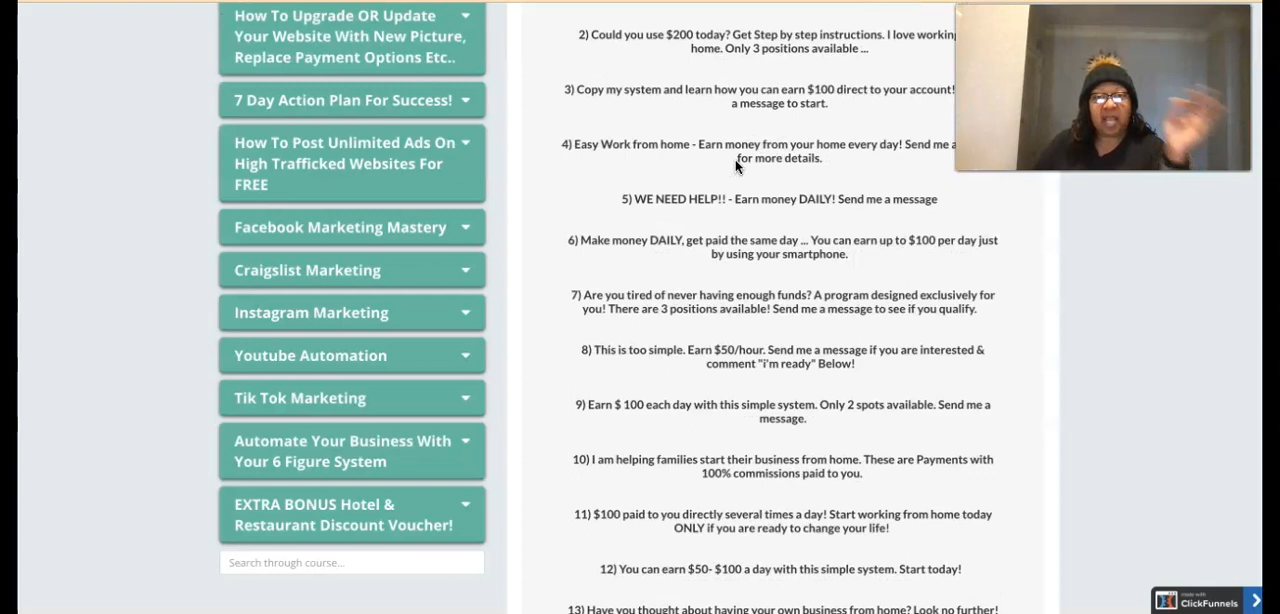 How To Upgrade OR Update
Your Website With New Picture,
Replace Payment Options Etc..
7 Day Action Plan For Success!
How To Post Unlimited Ads On
High Trafficked Websites For
FREE
Facebook Marketing Mastery
Craigslist Marketing
Instagram Marketing
Youtube Automation
Tik Tok Marketing
Automate Your Business With
Your 6 Figure System
EXTRA BONUS Hotel &
Restaurant Discount Voucher!
Search through course...
2) Could you use $200 today? Get Step by step instructions. I love
home. Only 3 positions available ...
3) Copy my system and learn how you can earn $100 direct to your account!
a message to start.
4) Easy Work from home - Earn money from your home every day! Send me
for more details.
5) WE NEED HELP!! - Earn money DAILY! Send me a message
6) Make money DAILY, get paid the same day ... You can earn up to $100 per day just
by using your smartphone.
7) Are you tired of never having enough funds? A program designed exclusively for
you! There are 3 positions available! Send me a message to see if you qualify.
8) This is too simple. Earn $50/hour. Send me a message if you are interested &
comment "i'm ready" Below!
9) Earn $ 100 each day with this simple system. Only 2 spots available. Send me a
message.
10) I am helping families start their business from home. These are Payments with
100% commissions paid to you.
11) $100 paid to you directly several times a day! Start working from home today
ONLY if you are ready to change your life!
12) You can earn $50- $100 a day with this simple system. Start today!
13) Have you thought about having your own business from home? Look no further!
made with
ClickFunnels